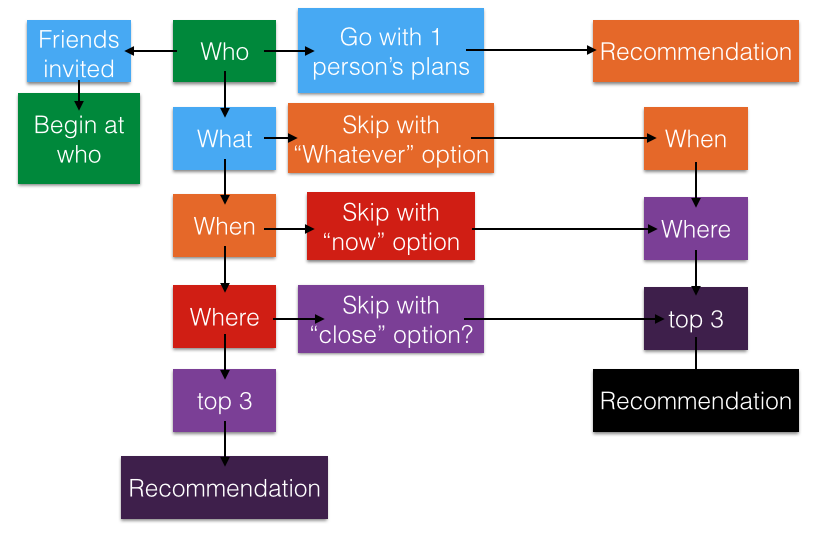 Friends
invited
Who
Go with 1
person’s plans
Recommendation
Begin at
who
What
Skip with
“Whatever” option
When
When
Skip with
“now” option
Where
Where
Skip with
“close” option?
top 3
top 3
Recommendation
Recommendation